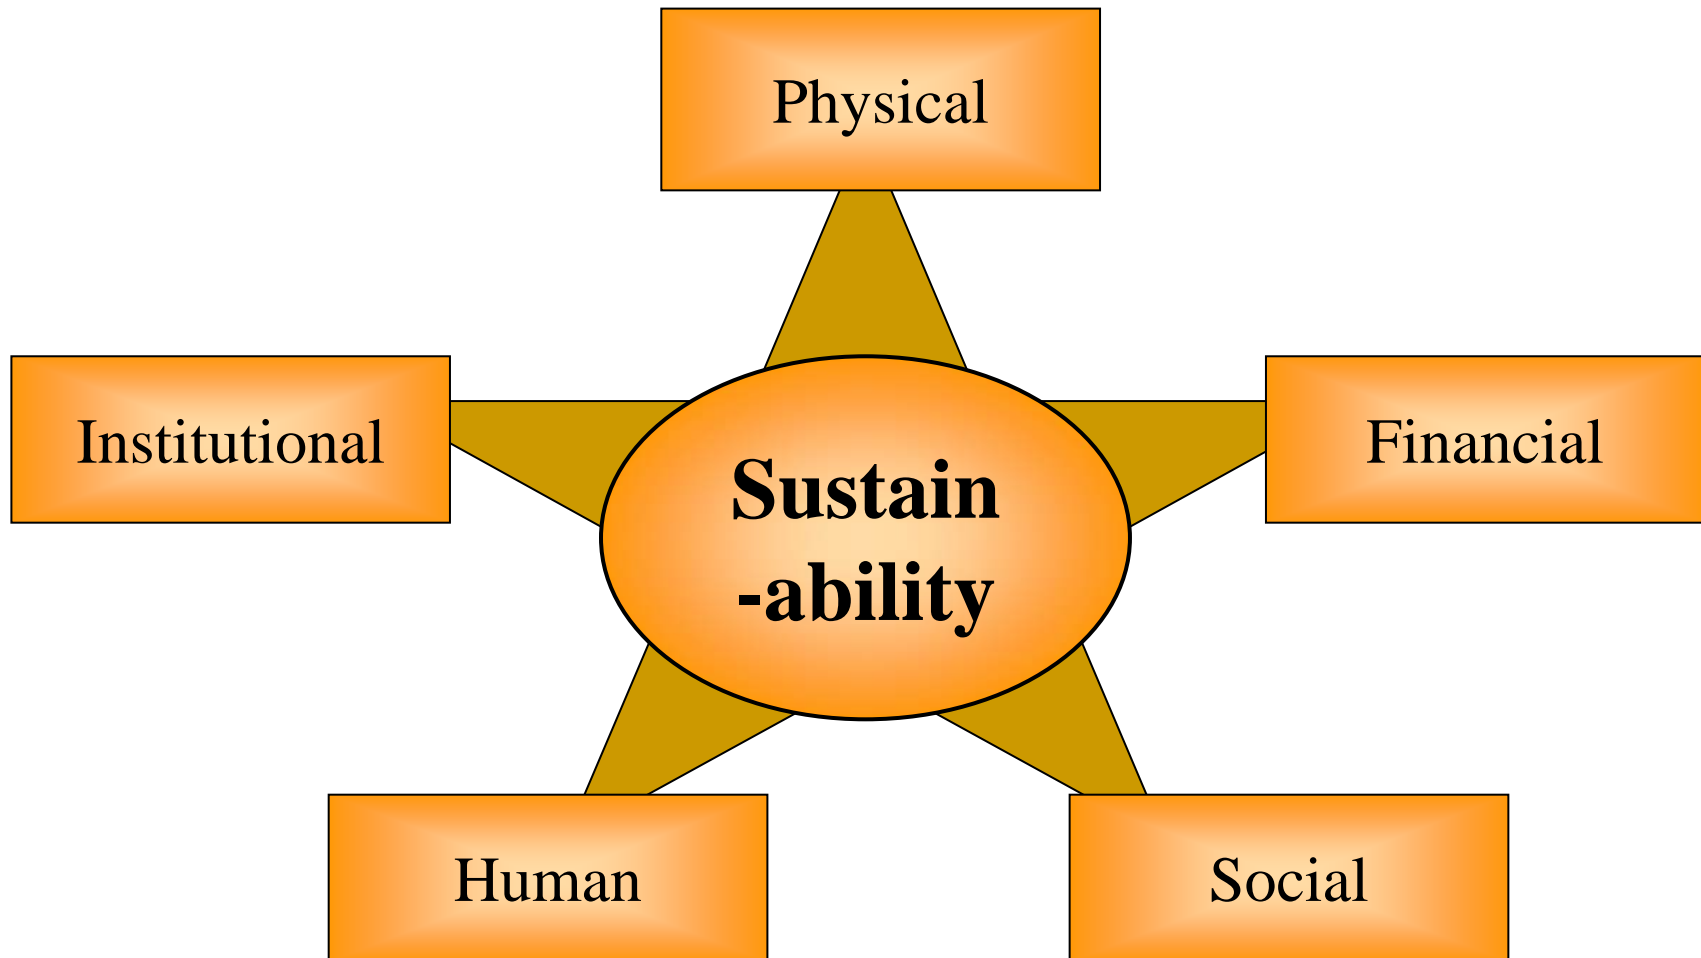 Physical
Institutional
Financial
Sustain
-ability
Human
Social